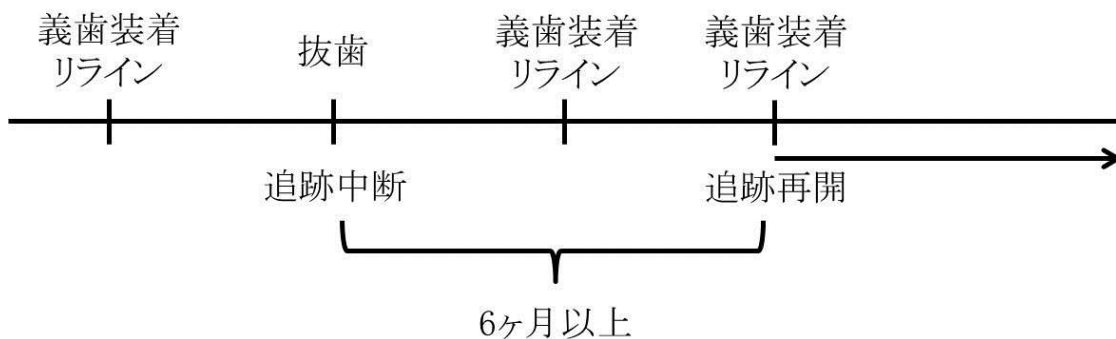 義歯装着
リライン
抜歯
義歯装着
リライン
義歯装着
リライン
追跡中断
追跡再開
6ヶ月以上